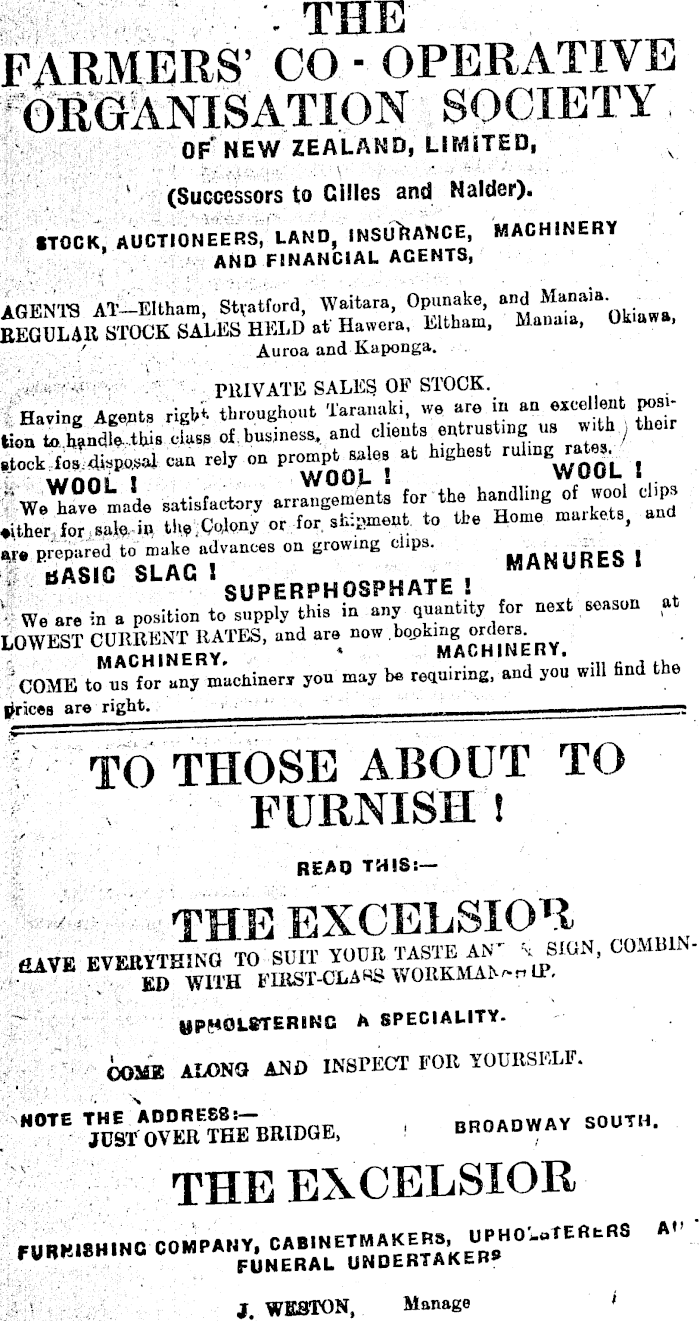 THE
FARMERS' CO-OPERATIVE
ORGANISATION SOCIETY
OF NEW ZEALAND, LIMITED,
(Successors to Gilles and Nalder).
STOCK, AUCTIONEERS, LAND, INSURANCE, MACHINERY
AND FINANCIAL AGENTS,
AGENTS AT—Eltham, Stratford, Waitara, Opunake, and Manaia.
REGULAR STOCK SALES HELD at Hawera, Eltham, Manaia, Okiawa,
Auroa and Kaponga.
PRIVATE SALES OF STOCK.
Having Agents right throughout Taranaki, we are in an excellent posi-
tion to handle this class of business, and clients entrusting us with their
stock fos disposal can rely on prompt sales at highest ruling rates.
WOOL ! WOOL ! WOOL !
We have made satisfactory arrangements for the handling of wool clips
either for sale in the Colony or for shipment to the Home markets, and
are prepared to make advances on growing clips.
BASIC SLAG ! MANURES !
SUPERPHOSPHATE !
We are in a position to supply this in any quantity for next season at
LOWEST CURRENT RATES, and are now booking orders.
MACHINERY. MACHINERY.
COME to us for any machinery you may be requiring, and you will find the
prices are right.
TO THOSE ABOUT TO
FURNISH !
READ THIS:—
THE EXCELSIOR
HAVE EVERYTHING TO SUIT YOUR TASTE SIGN, COMBIN-
ED WITH FIRST-CLASS WORKMANSHIP.
UPHOLSTERING A SPECIALITY.
COME ALONG AND INSPECT FOR YOURSELF.
NOTE THE ADDRESS:—
JUST OVER THE BRIDGE, BROADWAY SOUTH.
THE EXCELSIOR
FURNISHING COMPANY, CABINETMAKERS, UPHOLSTERERS
FUNERAL UNDERTAKERS
J. WESTON, Manage